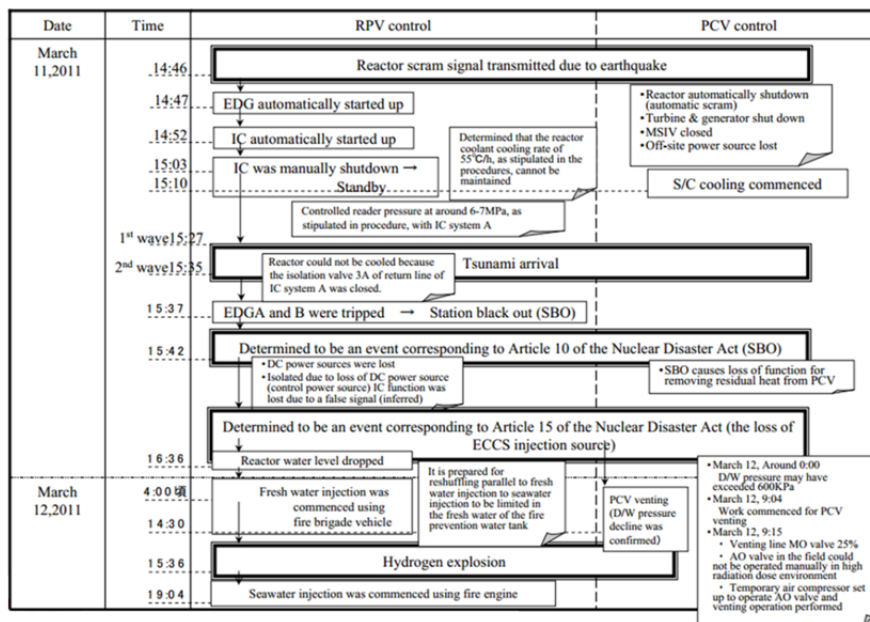 Date Time RPV control PCV control
March
11,2011
14:46
Reactor scram signal transmitted due to earthquake
14:47
EDG automatically started up
•Reactor automatically shutdown
(automatic scram)
•Turbine & generator shut down
•MSIV closed
•Off-site power source lost
14:52
IC automatically started up
Determined that the reactor
coolant cooling rate of
55℃/h, as stipulated in the
procedures, cannot be
maintained
15:03
15:10
IC was manually shutdown →
Standby
S/C cooling commenced
Controlled reader pressure at around 6-7MPa, as
stipulated in procedure, with IC system A
1st wave15:27
2nd wave15:35
Tsunami arrival
Reactor could not be cooled because
the isolation valve 3A of return line of
IC system A was closed.
15:37
EDGA and B were tripped → Station black out (SBO)
15:42
Determined to be an event corresponding to Article 10 of the Nuclear Disaster Act (SBO)
•DC power sources were lost
•Isolated due to loss of DC power source
(control power source) IC function was
lost due to a false signal (inferred)
•SBO causes loss of function for
removing residual heat from PCV
Determined to be an event corresponding to Article 15 of the Nuclear Disaster Act (the loss of
ECCS injection source)
16:36
Reactor water level dropped
March
12,2011
4:00頃
Fresh water injection was
commenced using
fire brigade vehicle
14:30
It is prepared for
reshuffling parallel to fresh
water injection to seawater
injection to be limited in
the fresh water of the fire
prevention water tank
PCV venting
(D/W pressure
decline was
confirmed)
•March 12, Around 0:00
D/W pressure may have
exceeded 600KPa
•March 12, 9:04
Work commenced for PCV
venting
•March 12, 9:15
・ Venting line MO valve 25%
・ AO valve in the field could
not be operated manually in high
radiation dose environment
・ Temporary air compressor set
up to operate AO valve and
venting operation performed
15:36
Hydrogen explosion
19:04
Seawater injection was commenced using fire engine